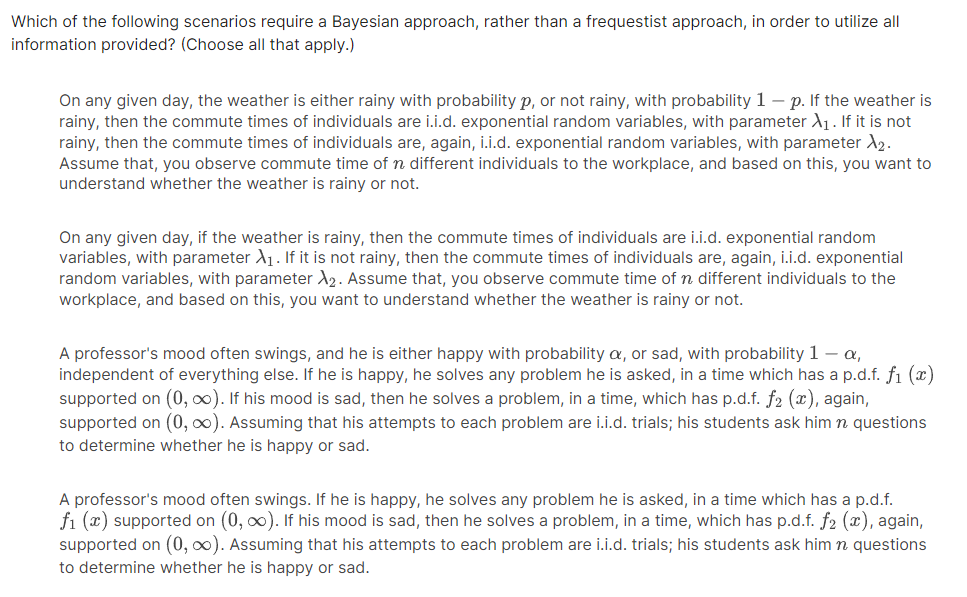 Which of the following scenarios require a Bayesian approach, rather than a frequestist approach, in order to utilize all
information provided? (Choose all that apply.)
On any given day, the weather is either rainy with probability p, or not rainy, with probability 1 − p. If the weather is
rainy, then the commute times of individuals are i.i.d. exponential random variables, with parameter λ₁. If it is not
rainy, then the commute times of individuals are, again, i.i.d. exponential random variables, with parameter λ₂.
Assume that, you observe commute time of n different individuals to the workplace, and based on this, you want to
understand whether the weather is rainy or not.
On any given day, if the weather is rainy, then the commute times of individuals are i.i.d. exponential random
variables, with parameter λ₁. If it is not rainy, then the commute times of individuals are, again, i.i.d. exponential
random variables, with parameter λ₂. Assume that, you observe commute time of n different individuals to the
workplace, and based on this, you want to understand whether the weather is rainy or not.
A professor's mood often swings, and he is either happy with probability α, or sad, with probability 1 − α,
independent of everything else. If he is happy, he solves any problem he is asked, in a time which has a p.d.f. f₁ (x)
supported on (0, ∞). If his mood is sad, then he solves a problem, in a time, which has p.d.f. f₂ (x), again,
supported on (0, ∞). Assuming that his attempts to each problem are i.i.d. trials; his students ask him n questions
to determine whether he is happy or sad.
A professor's mood often swings. If he is happy, he solves any problem he is asked, in a time which has a p.d.f.
f₁ (x) supported on (0, ∞). If his mood is sad, then he solves a problem, in a time, which has p.d.f. f₂ (x), again,
supported on (0, ∞). Assuming that his attempts to each problem are i.i.d. trials; his students ask him n questions
to determine whether he is happy or sad.